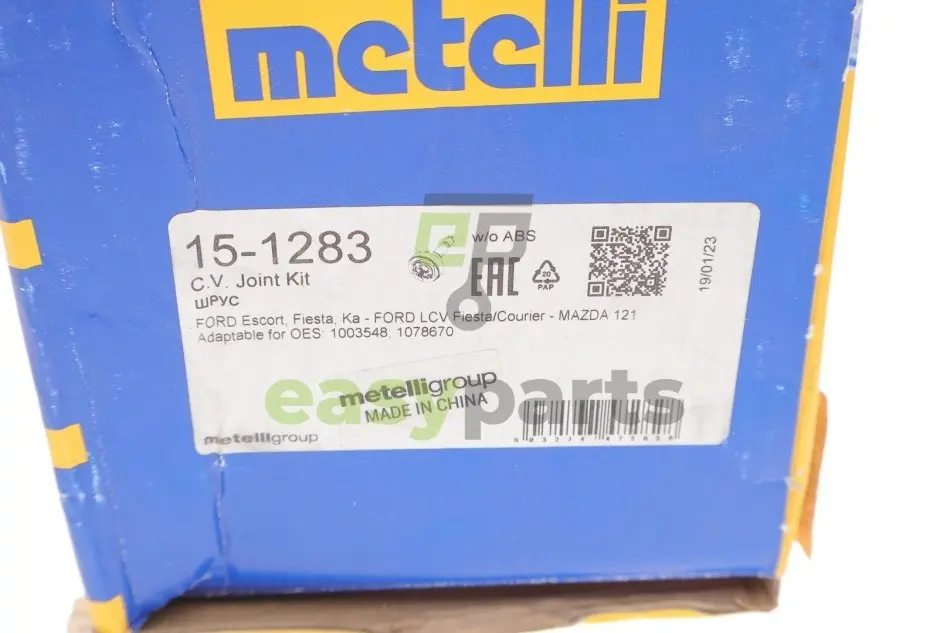 metelli
15-1283
w/o ABS
C.V. Joint Kit
шРУС
EAC
20
PAP
19/01/23
FORD Escort, Fiesta, Ka - FORD LCV Fiesta/Courier - MAZDA 121
Adaptable for OES: 1003548; 1078670
metelligroup
MADE IN CHINA
easyparts
metelligroup